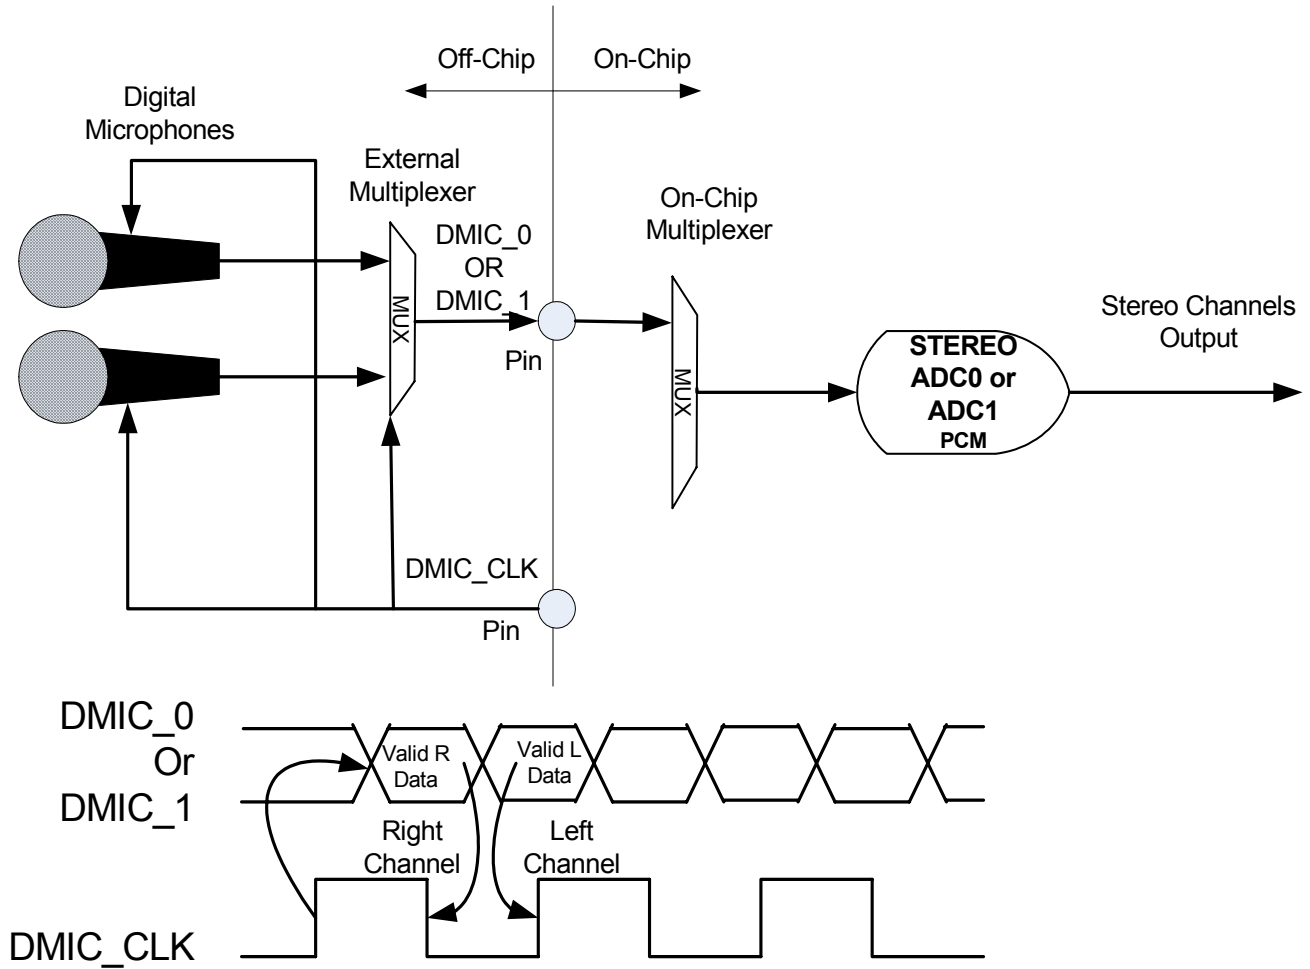 Off-Chip
On-Chip
Digital
Microphones
External
Multiplexer
On-Chip
Multiplexer
DMIC_0
OR
DMIC_1
MUX
Pin
MUX
STEREO
ADC0 or
ADC1
PCM
Stereo Channels
Output
DMIC_CLK
Pin
DMIC_0
Or
DMIC_1
Valid R
Data
Valid L
Data
Right
Channel
Left
Channel
DMIC_CLK